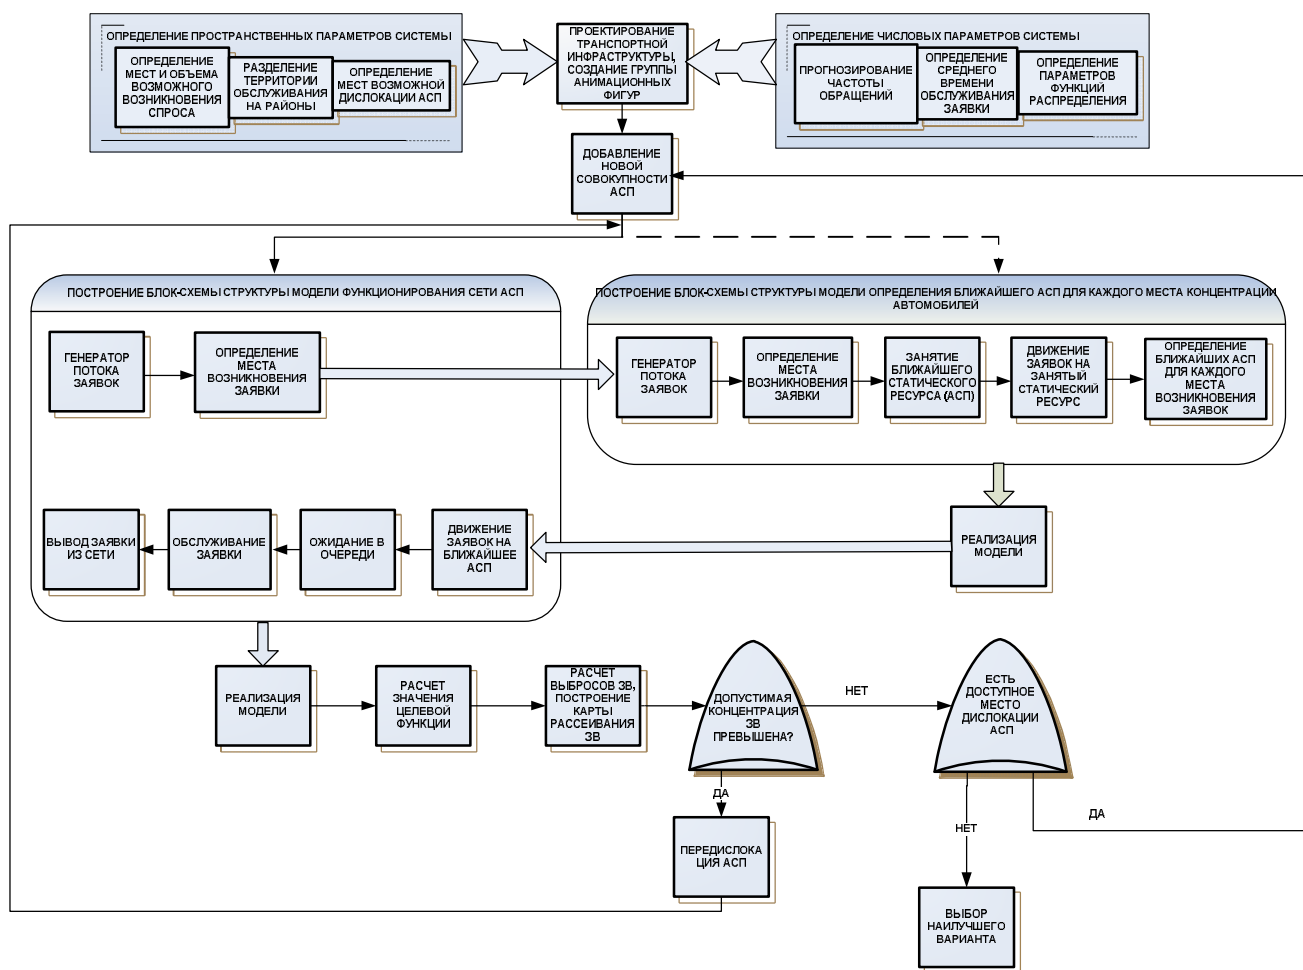 ОПРЕДЕЛЕНИЕ ПРОСТРАНСТВЕННЫХ ПАРАМЕТРОВ СИСТЕМЫ
ОПРЕДЕЛЕНИЕ
МЕСТ И ОБЪЕМА
ВОЗМОЖНОГО
ВОЗНИКНОВЕНИЯ
СПРОСА
РАЗДЕЛЕНИЕ
ТЕРРИТОРИИ
ОБСЛУЖИВАНИЯ
НА РАЙОНЫ
ОПРЕДЕЛЕНИЕ
МЕСТ ВОЗМОЖНОЙ
ДИСЛОКАЦИИ АСП
ПРОЕКТИРОВАНИЕ
ТРАНСПОРТНОЙ
ИНФРАСТРУКТУРЫ,
СОЗДАНИЕ ГРУППЫ
АНИМАЦИОННЫХ
ФИГУР
ОПРЕДЕЛЕНИЕ ЧИСЛОВЫХ ПАРАМЕТРОВ СИСТЕМЫ
ПРОГНОЗИРОВАНИЕ
ЧАСТОТЫ
ОБРАЩЕНИЙ
ОПРЕДЕЛЕНИЕ
СРЕДНЕГО
ВРЕМЕНИ
ОБСЛУЖИВАНИЯ
ЗАЯВКИ
ОПРЕДЕЛЕНИЕ
ПАРАМЕТРОВ
ФУНКЦИЙ
РАСПРЕДЕЛЕНИЯ
ДОБАВЛЕНИЕ
НОВОЙ
СОВОКУПНОСТИ
АСП
ПОСТРОЕНИЕ БЛОК-СХЕМЫ СТРУКТУРЫ МОДЕЛИ ФУНКЦИОНИРОВАНИЯ СЕТИ АСП
ГЕНЕРАТОР
ПОТОКА
ЗАЯВОК
ОПРЕДЕЛЕНИЕ
МЕСТА
ВОЗНИКНОВЕНИЯ
ЗАЯВКИ
ПОСТРОЕНИЕ БЛОК-СХЕМЫ СТРУКТУРЫ МОДЕЛИ ОПРЕДЕЛЕНИЯ БЛИЖАЙШЕГО АСП ДЛЯ КАЖДОГО МЕСТА КОНЦЕНТРАЦИИ
АВТОМОБИЛЕЙ
ГЕНЕРАТОР
ПОТОКА
ЗАЯВОК
ОПРЕДЕЛЕНИЕ
МЕСТА
ВОЗНИКНОВЕНИЯ
ЗАЯВКИ
ЗАНЯТИЕ
БЛИЖАЙШЕГО
СТАТИЧЕСКОГО
РЕСУРСА (АСП)
ДВИЖЕНИЕ
ЗАЯВОК НА
ЗАНЯТЫЙ
СТАТИЧЕСКИЙ
РЕСУРС
ОПРЕДЕЛЕНИЕ
БЛИЖАЙШИХ АСП
ДЛЯ КАЖДОГО
МЕСТА
ВОЗНИКНОВЕНИЯ
ЗАЯВОК
ВЫВОД ЗАЯВКИ
ИЗ СЕТИ
ОБСЛУЖИВАНИЕ
ЗАЯВКИ
ОЖИДАНИЕ В
ОЧЕРЕДИ
ДВИЖЕНИЕ
ЗАЯВОК НА
БЛИЖАЙШЕЕ
АСП
РЕАЛИЗАЦИЯ
МОДЕЛИ
РЕАЛИЗАЦИЯ
МОДЕЛИ
РАСЧЕТ
ЗНАЧЕНИЯ
ЦЕЛЕВОЙ
ФУНКЦИИ
РАСЧЕТ
ВЫБРОСОВ ЗВ,
ПОСТРОЕНИЕ
КАРТЫ
РАССЕИВАНИЯ
ЗВ
ДОПУСТИМАЯ
КОНЦЕНТРАЦИЯ
ЗВ
ПРЕВЫШЕНА?
НЕТ
ЕСТЬ
ДОСТУПНОЕ
МЕСТО
ДИСЛОКАЦИИ
АСП
ДА
ПЕРЕДИСЛОКА
ЦИЯ АСП
НЕТ
ДА
ВЫБОР
НАИЛУЧШЕГО
ВАРИАНТА